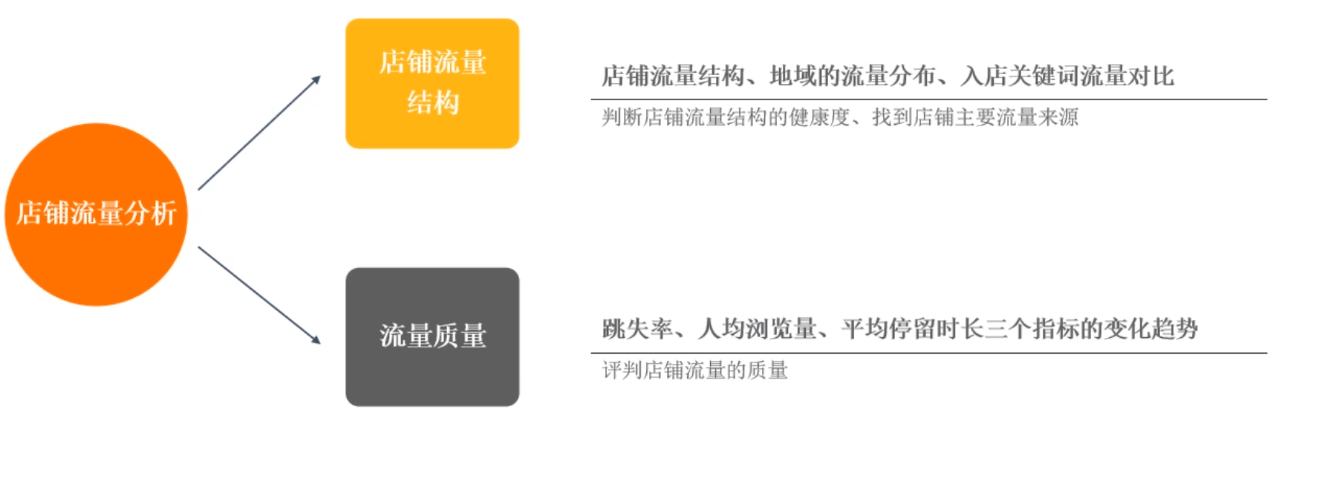 店铺流量分析
店铺流量
结构
店铺流量结构、地域的流量分布、入店关键词流量对比
判断店铺流量结构的健康度、找到店铺主要流量来源
流量质量
跳失率、人均浏览量、平均停留时长三个指标的变化趋势
评判店铺流量的质量